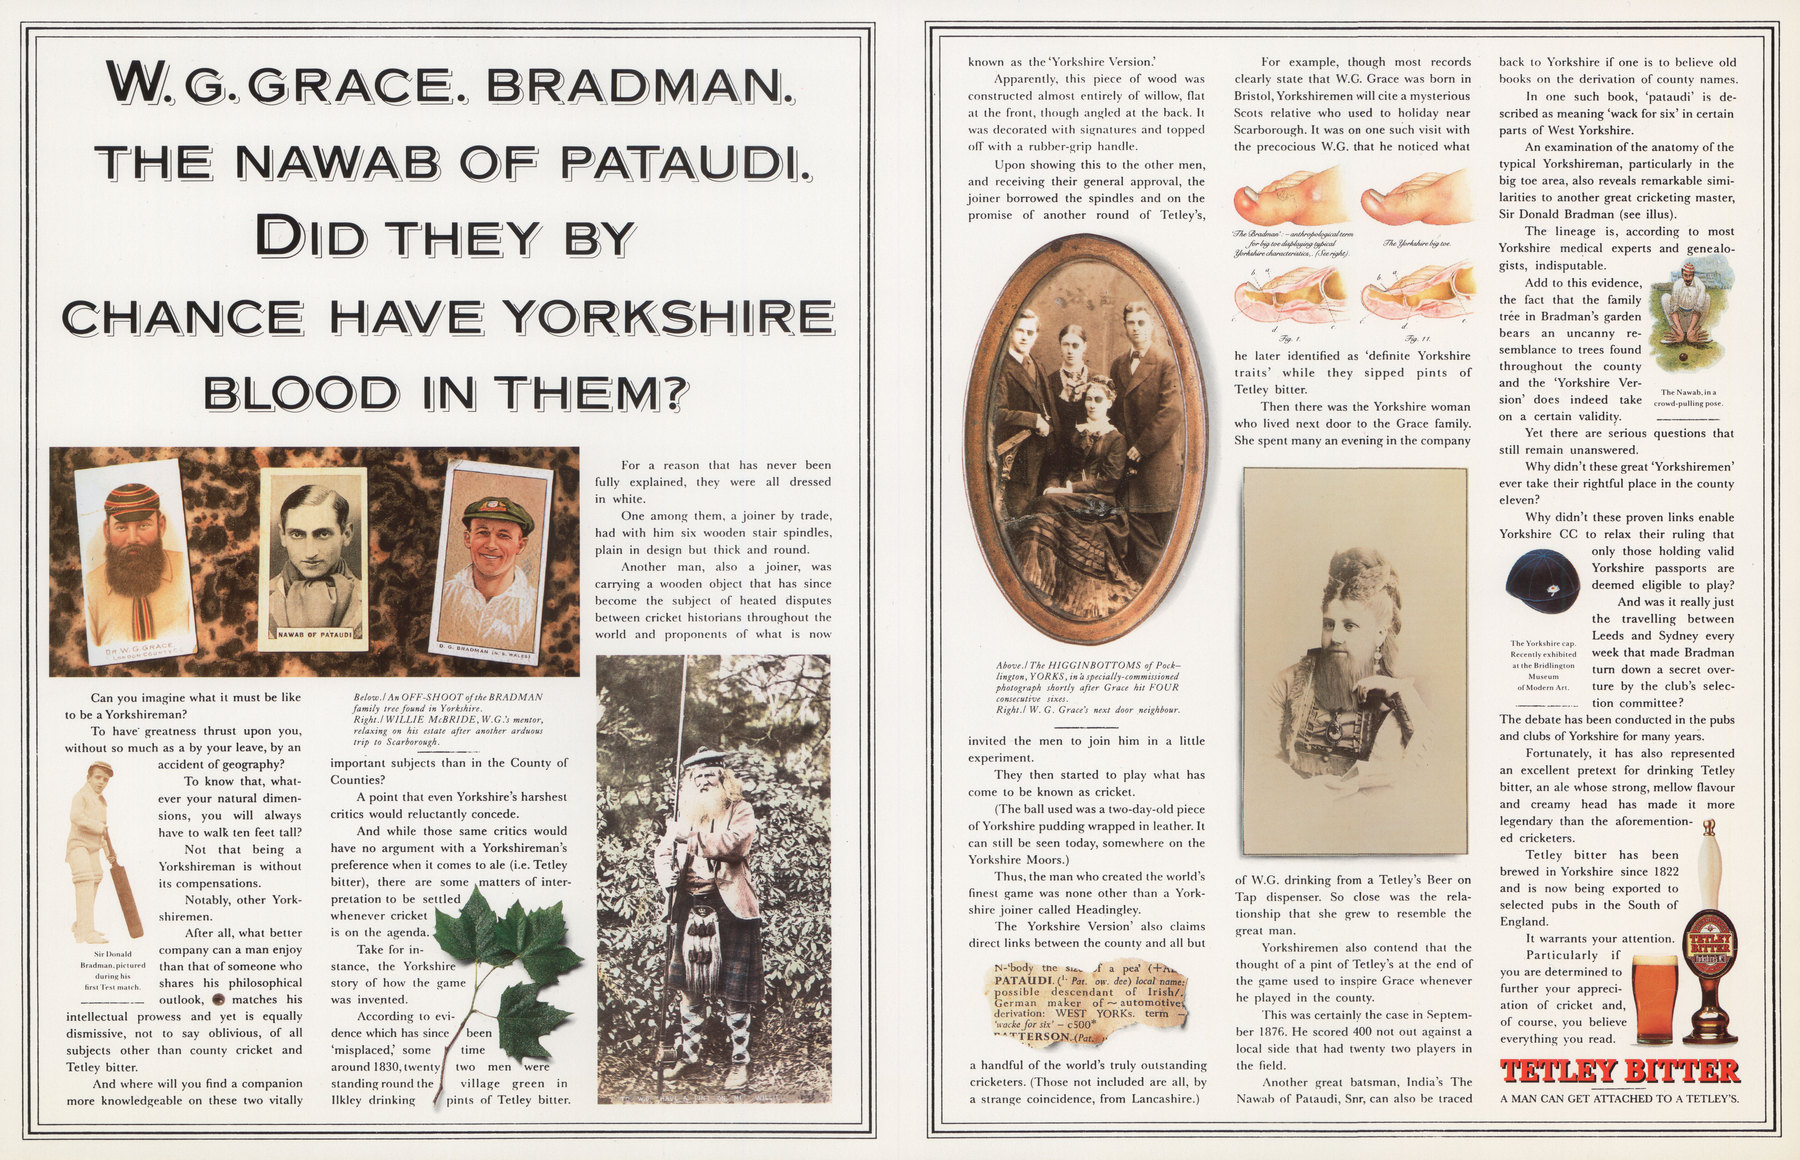 W.G. GRACE. BRADMAN.
THE NAWAB OF PATAUDI.
DID THEY BY
CHANCE HAVE YORKSHIRE
BLOOD IN THEM?
DR W.G. GRACE.
LONDON COUNTY C.C.
NAWAB OF PATAUDI
D. G. BRADMAN (N. S. WALES)
Can you imagine what it must be like
to be a Yorkshireman?
To have greatness thrust upon you,
without so much as a by your leave, by an
accident of geography?
To know that, what-
ever your natural dimen-
sions, you will always
have to walk ten feet tall?
Not that being a
Yorkshireman is without
its compensations.
Notably, other York-
shiremen.
After all, what better
company can a man enjoy
than that of someone who
shares his philosophical
outlook, matches his
intellectual prowess and yet is equally
dismissive, not to say oblivious, of all
subjects other than county cricket and
Tetley bitter.
And where will you find a companion
more knowledgeable on these two vitally
Sir Donald
Bradman, pictured
during his
first Test match.
Below./An OFF-SHOOT of the BRADMAN
family tree found in Yorkshire.
Right./WILLIE McBRIDE, W.G.'s mentor,
relaxing on his estate after another arduous
trip to Scarborough.
important subjects than in the County of
Counties?
A point that even Yorkshire's harshest
critics would reluctantly concede.
And while those same critics would
have no argument with a Yorkshireman's
preference when it comes to ale (i.e. Tetley
bitter), there are some matters of inter-
pretation to be settled
whenever cricket
is on the agenda.
Take for in-
stance, the Yorkshire
story of how the game
was invented.
According to evi-
dence which has since been
'misplaced,' some time
around 1830, twenty two men were
standing round the village green in
Ilkley drinking pints of Tetley bitter.
For a reason that has never been
fully explained, they were all dressed
in white.
One among them, a joiner by trade,
had with him six wooden stair spindles,
plain in design but thick and round.
Another man, also a joiner, was
carrying a wooden object that has since
become the subject of heated disputes
between cricket historians throughout the
world and proponents of what is now
known as the 'Yorkshire Version.'
Apparently, this piece of wood was
constructed almost entirely of willow, flat
at the front, though angled at the back. It
was decorated with signatures and topped
off with a rubber-grip handle.
Upon showing this to the other men,
and receiving their general approval, the
joiner borrowed the spindles and on the
promise of another round of Tetley's,
Above./The HIGGINBOTTOMS of Pock-
lington, YORKS, in a specially-commissioned
photograph shortly after Grace hit FOUR
consecutive sixes.
Right./ W. G. Grace's next door neighbour.
invited the men to join him in a little
experiment.
They then started to play what has
come to be known as cricket.
(The ball used was a two-day-old piece
of Yorkshire pudding wrapped in leather. It
can still be seen today, somewhere on the
Yorkshire Moors.)
Thus, the man who created the world's
finest game was none other than a York-
shire joiner called Headingley.
The Yorkshire Version' also claims
direct links between the county and all but
N-'body the size of a pea' (+A
PATAUDI. (L Pat. ow. dee) local name:
possible descendant of Irish/.
German maker of ~ automotive
derivation: WEST YORKs. term –
'wacke for six' – c500*
PATTERSON. (Pat.
a handful of the world's truly outstanding
cricketers. (Those not included are all, by
a strange coincidence, from Lancashire.)
For example, though most records
clearly state that W.G. Grace was born in
Bristol, Yorkshiremen will cite a mysterious
Scots relative who used to holiday near
Scarborough. It was on one such visit with
the precocious W.G. that he noticed what
'The Bradman': – anthropological term
for big toe displaying typical
Yorkshire characteristics,. (See right).
The Yorkshire big toe.
b. a. c. d e.
Fig. I.
b. a. c. d e.
Fig. II.
he later identified as 'definite Yorkshire
traits' while they sipped pints of
Tetley bitter.
Then there was the Yorkshire woman
who lived next door to the Grace family.
She spent many an evening in the company
of W.G. drinking from a Tetley's Beer on
Tap dispenser. So close was the rela-
tionship that she grew to resemble the
great man.
Yorkshiremen also contend that the
thought of a pint of Tetley's at the end of
the game used to inspire Grace whenever
he played in the county.
This was certainly the case in Septem-
ber 1876. He scored 400 not out against a
local side that had twenty two players in
the field.
Another great batsman, India's The
Nawab of Pataudi, Snr, can also be traced
back to Yorkshire if one is to believe old
books on the derivation of county names.
In one such book, 'pataudi' is de-
scribed as meaning 'wack for six' in certain
parts of West Yorkshire.
An examination of the anatomy of the
typical Yorkshireman, particularly in the
big toe area, also reveals remarkable simi-
larities to another great cricketing master,
Sir Donald Bradman (see illus).
The lineage is, according to most
Yorkshire medical experts and genealo-
gists, indisputable.
Add to this evidence,
the fact that the family
tree in Bradman's garden
bears an uncanny re-
semblance to trees found
throughout the county
and the 'Yorkshire Ver-
sion' does indeed take
on a certain validity.
The Nawab, in a
crowd-pulling pose.
Yet there are serious questions that
still remain unanswered.
Why didn't these great 'Yorkshiremen'
ever take their rightful place in the county
eleven?
Why didn't these proven links enable
Yorkshire CC to relax their ruling that
only those holding valid
Yorkshire passports are
deemed eligible to play?
And was it really just
the travelling between
Leeds and Sydney every
week that made Bradman
turn down a secret over-
ture by the club's selec-
tion committee?
The Yorkshire cap.
Recently exhibited
at the Bridlington
Museum
of Modern Art.
The debate has been conducted in the pubs
and clubs of Yorkshire for many years.
Fortunately, it has also represented
an excellent pretext for drinking Tetley
bitter, an ale whose strong, mellow flavour
and creamy head has made it more
legendary than the aforemention-
ed cricketers.
Tetley bitter has been
brewed in Yorkshire since 1822
and is now being exported to
selected pubs in the South of
England.
It warrants your attention.
Particularly if
you are determined to
further your appreci-
ation of cricket and,
of course, you believe
everything you read.
TETLEY
BITTER
TETLEY BITTER
A MAN CAN GET ATTACHED TO A TETLEY'S.